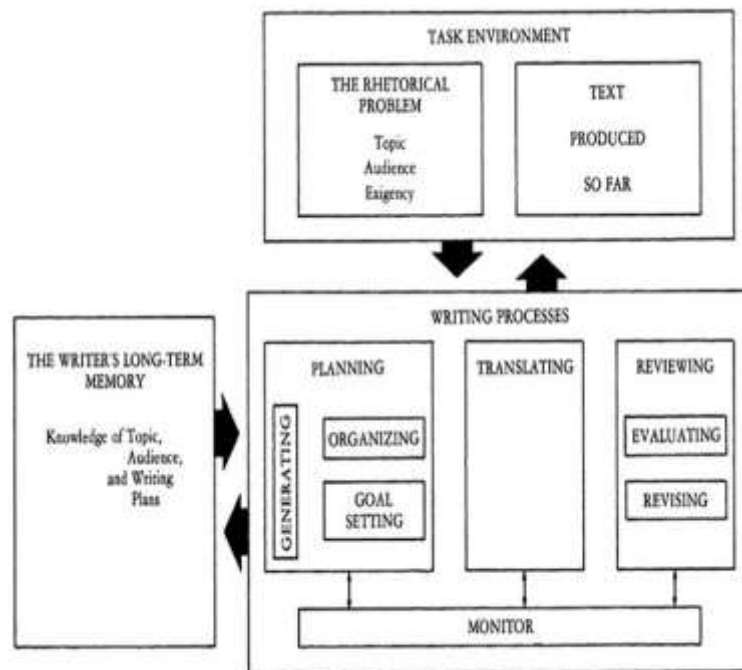 TASK ENVIRONMENT
THE RHETORICAL
PROBLEM
Topic
Audience
Exigency
TEXT
PRODUCED
SO FAR
WRITING PROCESSES
THE WRITER'S LONG-TERM
MEMORY
Knowledge of Topic,
Audience,
and Writing
Plans
PLANNING
GENERATING
ORGANIZING
GOAL
SETTING
TRANSLATING
REVIEWING
EVALUATING
REVISING
MONITOR